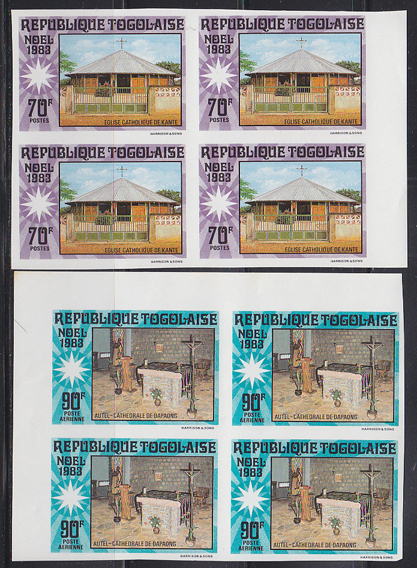 REPUBLIQUE TOGOLAISE
NOEL
1983
70F
POSTES
EGLISE CATHOLIQUE DE KANTE
HARRISON & SONS
REPUBLIQUE TOGOLAISE
NOEL
1983
70F
POSTES
EGLISE CATHOLIQUE DE KANTE
HARRISON & SONS
REPUBLIQUE TOGOLAISE
NOEL
1983
70F
POSTES
EGLISE CATHOLIQUE DE KANTE
HARRISON & SONS
REPUBLIQUE TOGOLAISE
NOEL
1983
70F
POSTES
EGLISE CATHOLIQUE DE KANTE
HARRISON & SONS
REPUBLIQUE TOGOLAISE
NOEL
1983
90F
POSTE
AERIENNE
AUTEL-CATHEDRALE DE DAPAONG
HARRISON & SONS
REPUBLIQUE TOGOLAISE
NOEL
1983
90F
POSTE
AERIENNE
AUTEL-CATHEDRALE DE DAPAONG
HARRISON & SONS
REPUBLIQUE TOGOLAISE
NOEL
1983
90F
POSTE
AERIENNE
AUTEL-CATHEDRALE DE DAPAONG
HARRISON & SONS
REPUBLIQUE TOGOLAISE
NOEL
1983
90F
POSTE
AERIENNE
AUTEL-CATHEDRALE DE DAPAONG
HARRISON & SONS